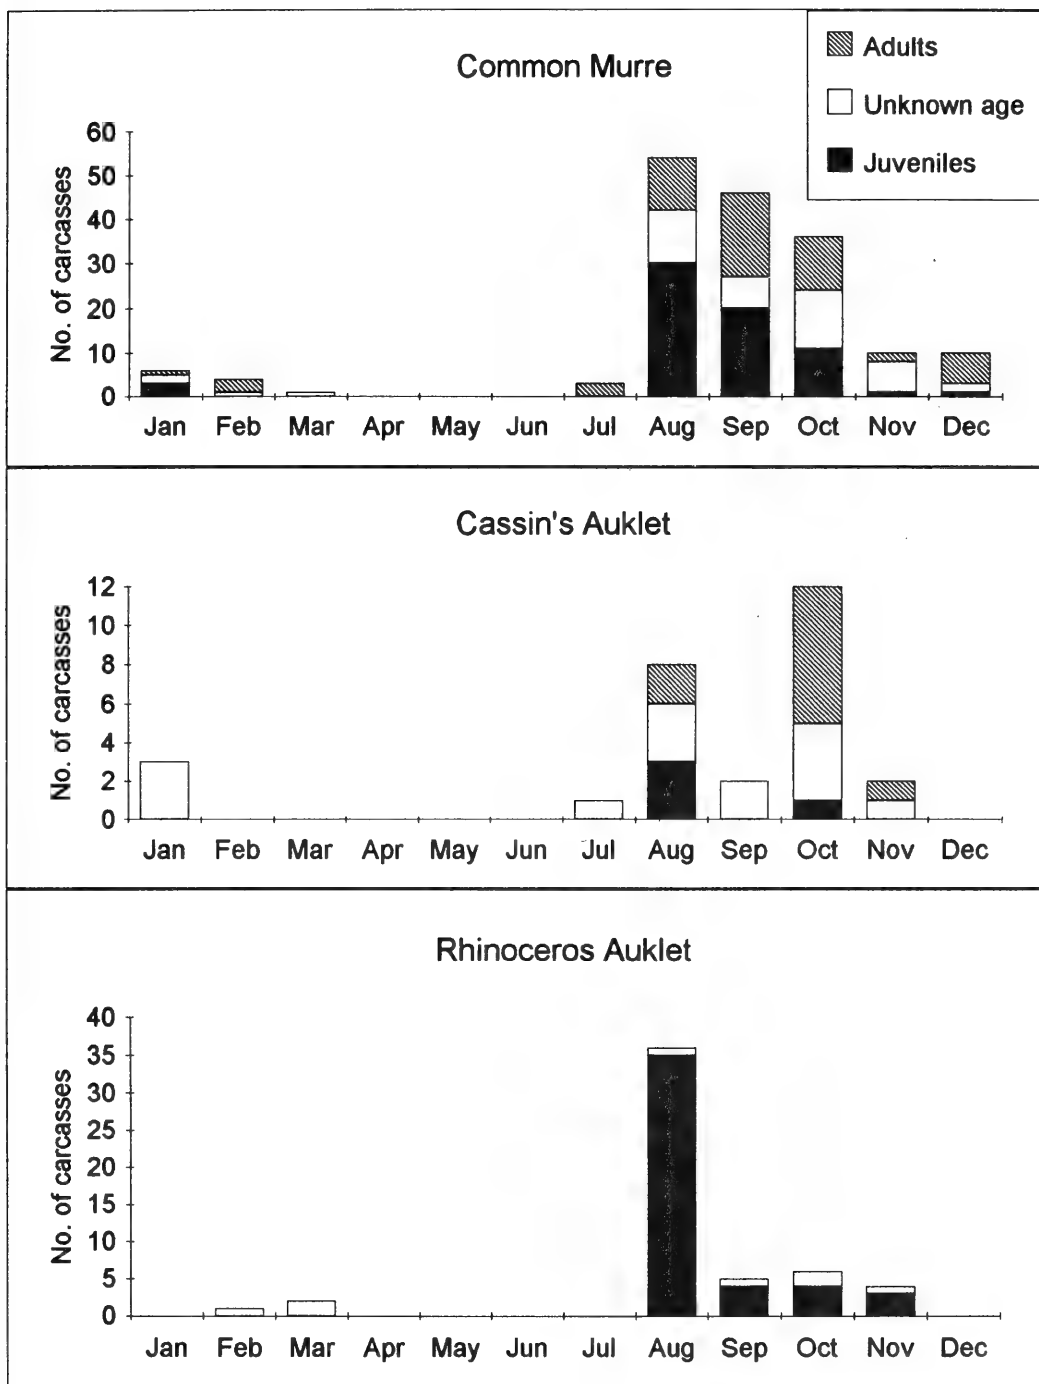 Common Murre
Adults
Unknown age
Juveniles
No. of carcasses
60
50
40
30
20
10
0
Jan Feb Mar Apr May Jun Jul Aug Sep Oct Nov Dec
Cassin's Auklet
No. of carcasses
12
10
8
6
4
2
0
Jan Feb Mar Apr May Jun Jul Aug Sep Oct Nov Dec
Rhinoceros Auklet
No. of carcasses
40
35
30
25
20
15
10
5
0
Jan Feb Mar Apr May Jun Jul Aug Sep Oct Nov Dec